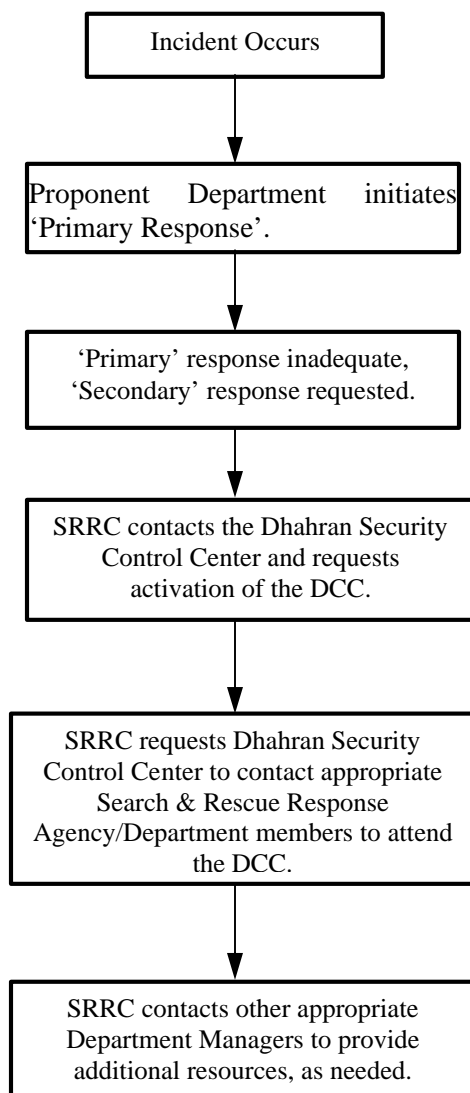 Incident Occurs
Proponent Department initiates
‘Primary Response’.
‘Primary’ response inadequate,
‘Secondary’ response requested.
SRRC contacts the Dhahran Security
Control Center and requests
activation of the DCC.
SRRC requests Dhahran Security
Control Center to contact appropriate
Search & Rescue Response
Agency/Department members to attend
the DCC.
SRRC contacts other appropriate
Department Managers to provide
additional resources, as needed.